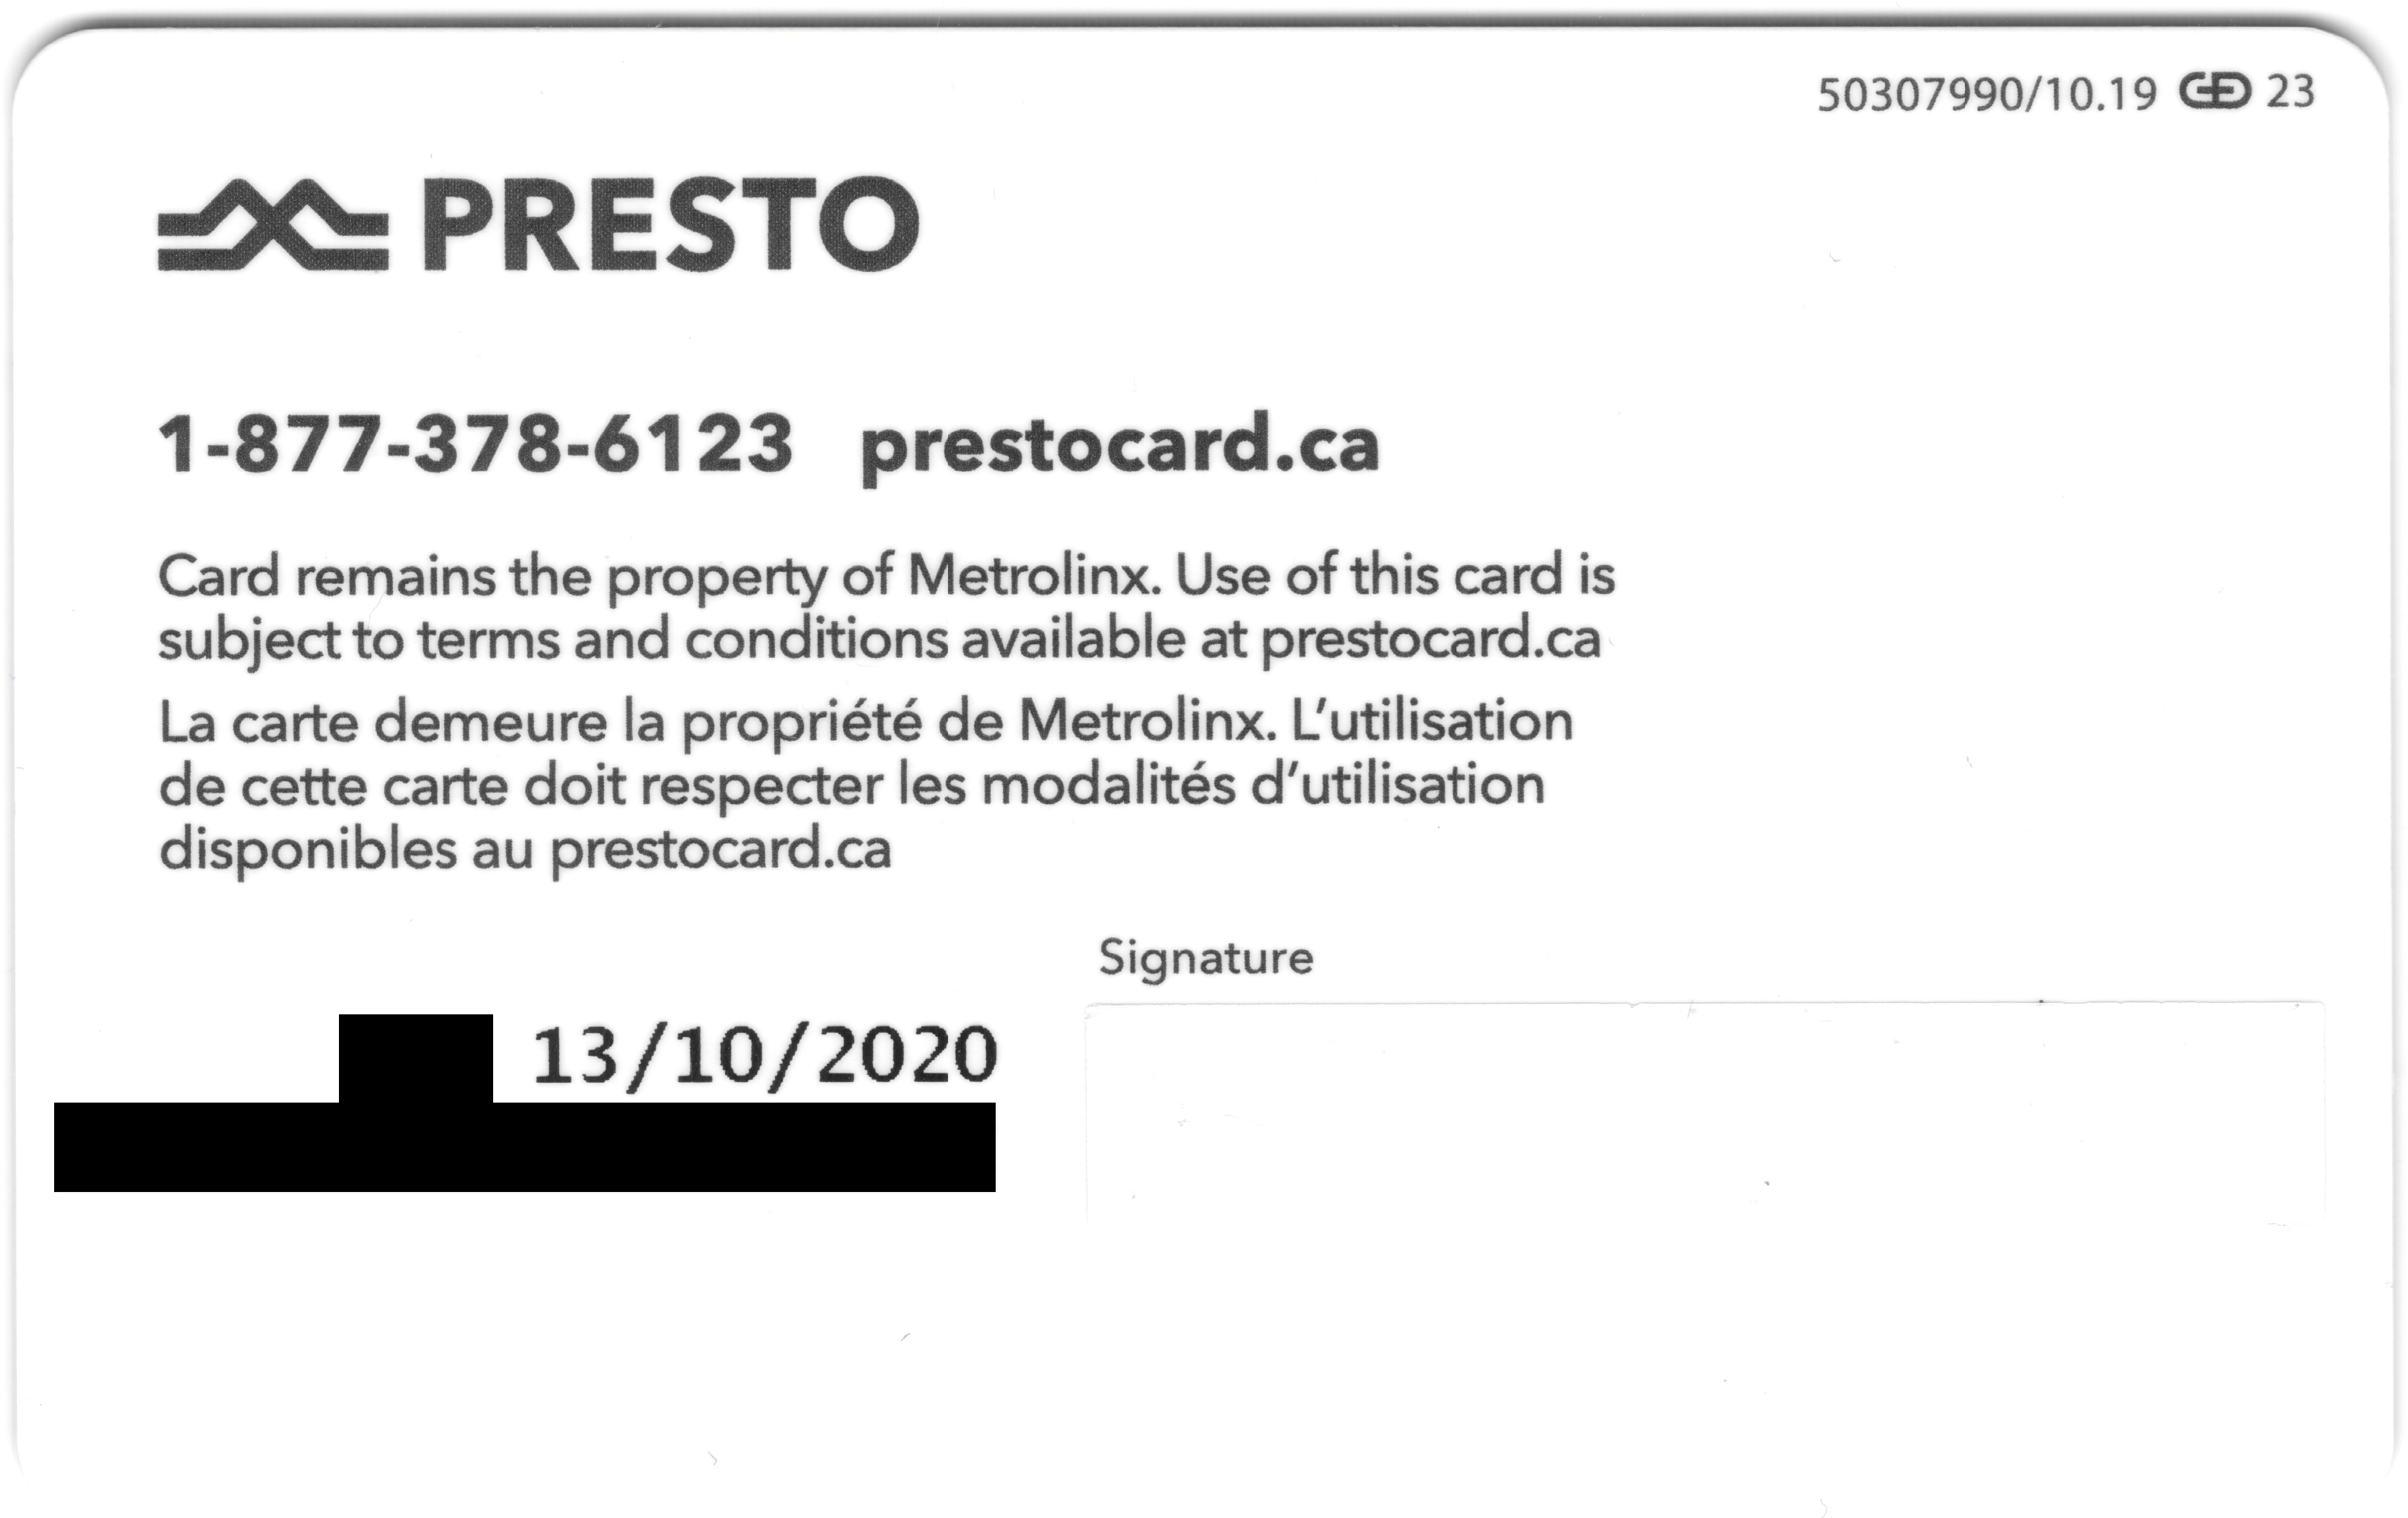 50307990/10.19 GD 23
PRESTO
1-877-378-6123 prestocard.ca
Card remains the property of Metrolinx. Use of this card is
subject to terms and conditions available at prestocard.ca
La carte demeure la propriété de Metrolinx. L’utilisation
de cette carte doit respecter les modalités d’utilisation
disponibles au prestocard.ca
Signature
13/10/2020